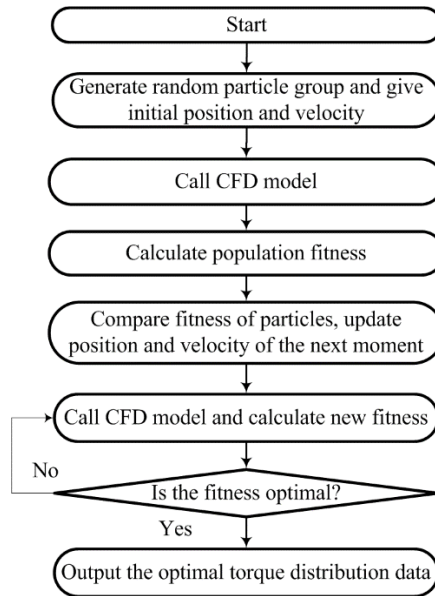 Start
Generate random particle group and give
initial position and velocity
Call CFD model
Calculate population fitness
Compare fitness of particles, update
position and velocity of the next moment
Call CFD model and calculate new fitness
No
Is the fitness optimal?
Yes
Output the optimal torque distribution data